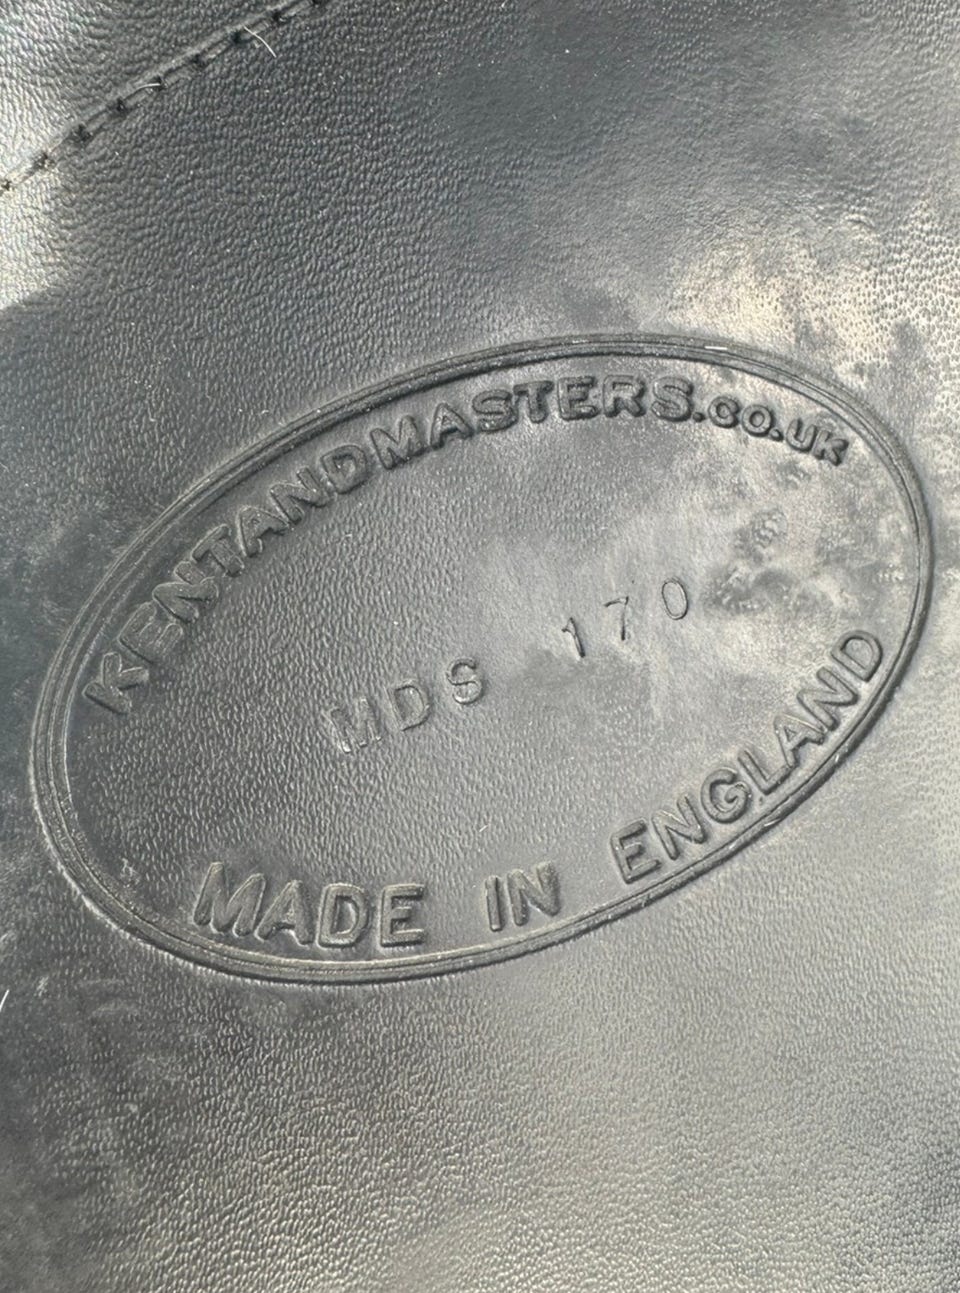 KENTANDMASTERS.CO.UK
MDS 170
MADE IN ENGLAND